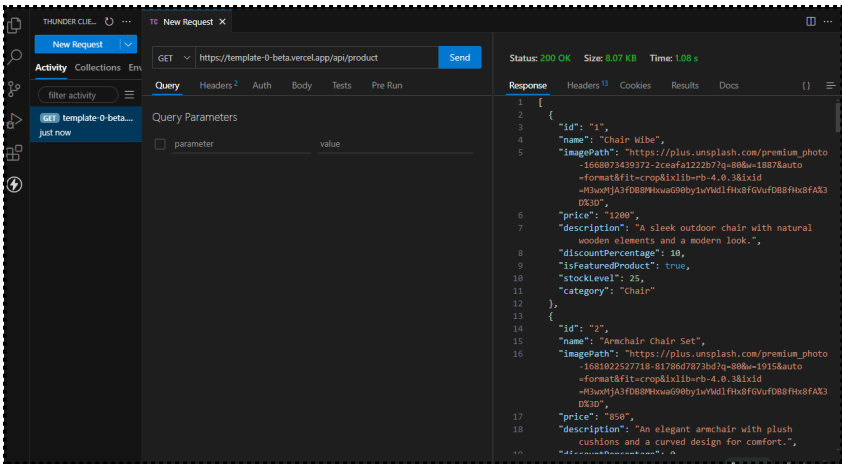 THUNDER CLIE... ···
TC New Request ×
New Request
Activity Collections Env
filter activity
GET template-0-beta....
just now
GET https://template-0-beta.vercel.app/api/product Send
Query Headers 2 Auth Body Tests Pre Run
Query Parameters
parameter value
Status: 200 OK Size: 8.07 KB Time: 1.08 s
Response Headers 13 Cookies Results Docs { }
1 [
2 {
3 "id": "1",
4 "name": "Chair Wibe",
5 "imagePath": "https://plus.unsplash.com/premium_photo
-1668073439372-2ceafa1222b7?q=80&w=1887&auto
=format&fit=crop&ixlib=rb-4.0.3&ixid
=M3wxMjA3fDB8MHxwaG90by1wYWdlfHx8fGVufDB8fHx8fA%3
D%3D",
6 "price": "1200",
7 "description": "A sleek outdoor chair with natural
wooden elements and a modern look.",
8 "discountPercentage": 10,
9 "isFeaturedProduct": true,
10 "stockLevel": 25,
11 "category": "Chair"
12 },
13 {
14 "id": "2",
15 "name": "Armchair Chair Set",
16 "imagePath": "https://plus.unsplash.com/premium_photo
-1681022527718-81786d7873bd?q=80&w=1915&auto
=format&fit=crop&ixlib=rb-4.0.3&ixid
=M3wxMjA3fDB8MHxwaG90by1wYWdlfHx8fGVufDB8fHx8fA%3
D%3D",
17 "price": "850",
18 "description": "An elegant armchair with plush
cushions and a curved design for comfort.",